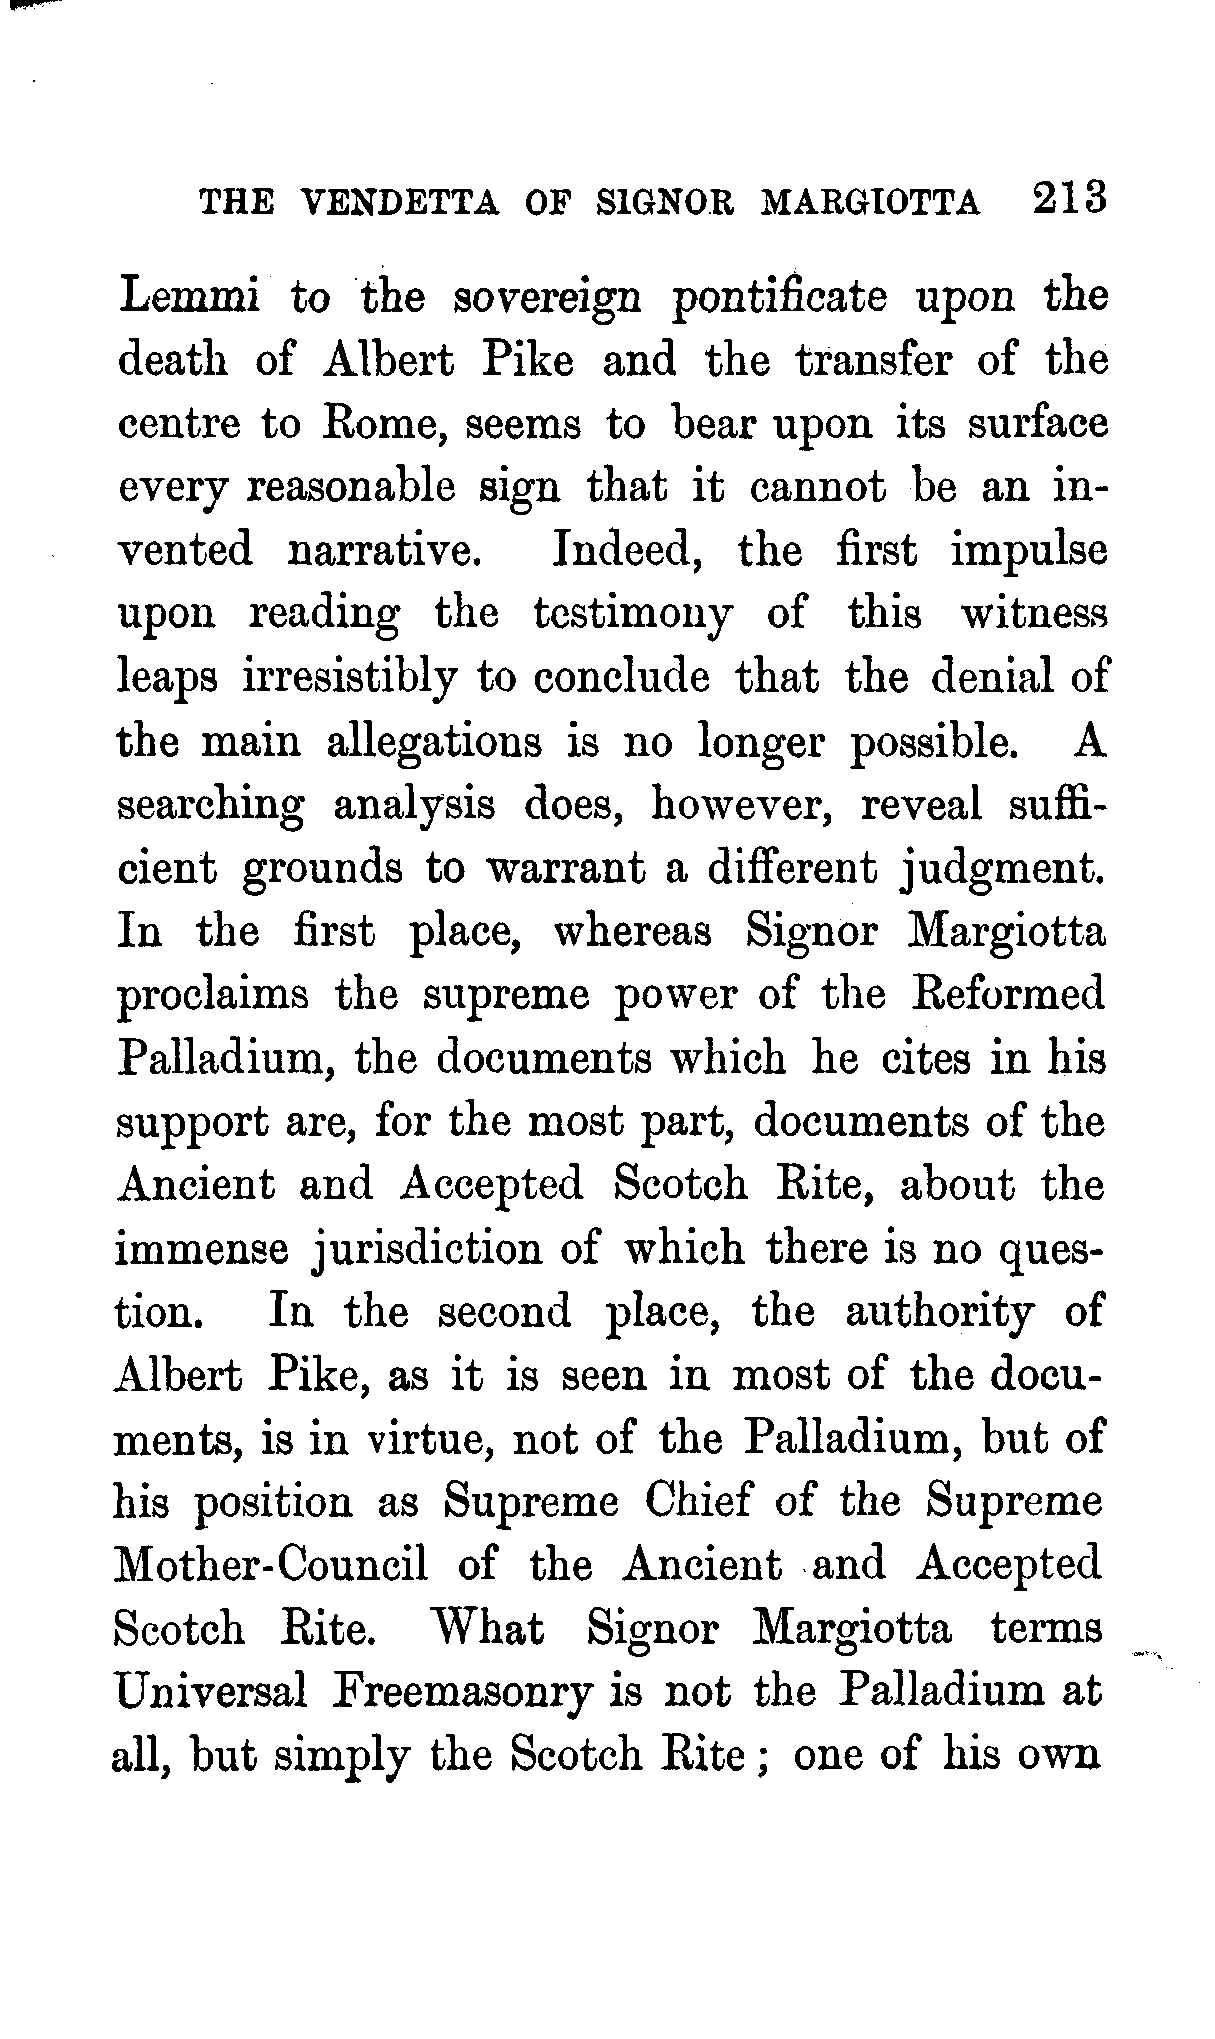 THE VENDETTA OF SIGNOR MARGIOTTA 213
Lemmi to the sovereign pontificate upon the
death of Albert Pike and the transfer of the
centre to Rome, seems to bear upon its surface
every reasonable sign that it cannot be an in-
vented narrative. Indeed, the first impulse
upon reading the testimony of this witness
leaps irresistibly to conclude that the denial of
the main allegations is no longer possible. A
searching analysis does, however, reveal suffi-
cient grounds to warrant a different judgment.
In the first place, whereas Signor Margiotta
proclaims the supreme power of the Reformed
Palladium, the documents which he cites in his
support are, for the most part, documents of the
Ancient and Accepted Scotch Rite, about the
immense jurisdiction of which there is no ques-
tion. In the second place, the authority of
Albert Pike, as it is seen in most of the docu-
ments, is in virtue, not of the Palladium, but of
his position as Supreme Chief of the Supreme
Mother-Council of the Ancient and Accepted
Scotch Rite. What Signor Margiotta terms
Universal Freemasonry is not the Palladium at
all, but simply the Scotch Rite ; one of his own